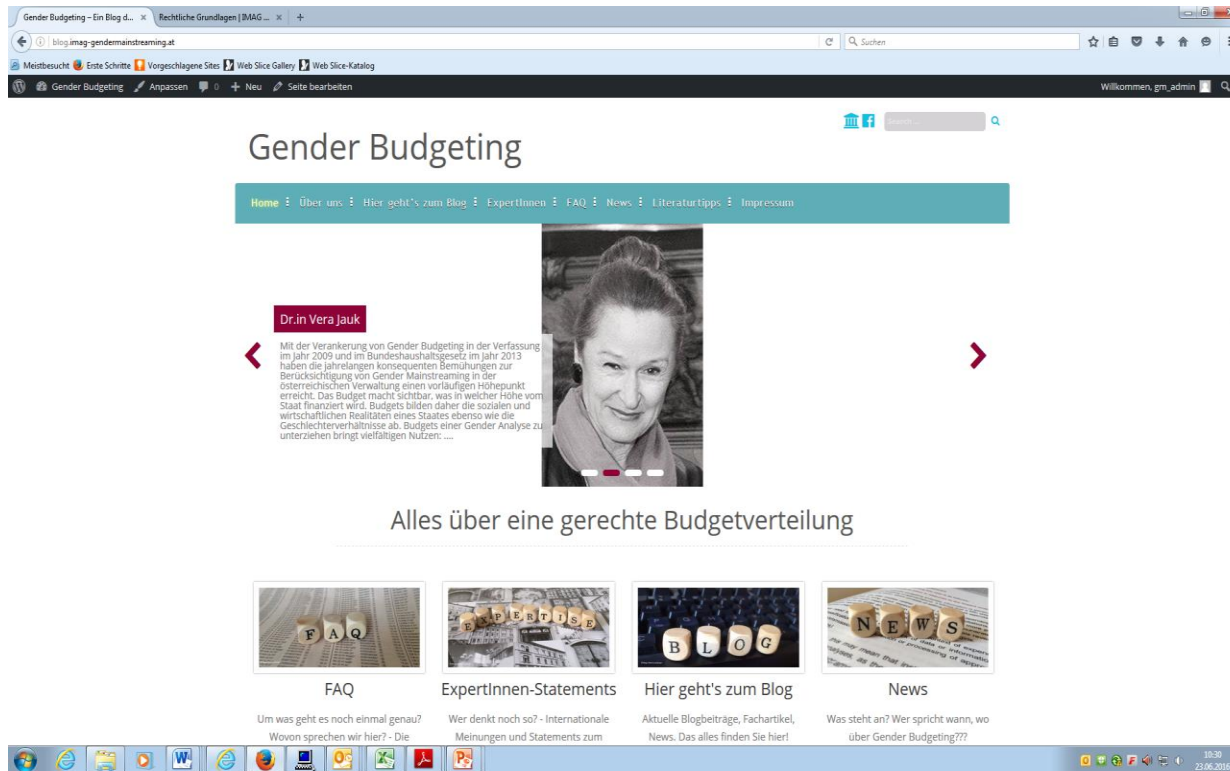 Gender Budgeting – Ein Blog d...
Rechtliche Grundlagen | IMAG ...
blog.imag-gendermainstreaming.at
Suchen
Meistbesucht Erste Schritte Vorgeschlagene Sites Web Slice Gallery Web Slice-Katalog
Gender Budgeting Anpassen 0 + Neu Seite bearbeiten
Willkommen, gm_admin
Search ...
Gender Budgeting
Home Über uns Hier geht's zum Blog ExpertInnen FAQ News Literaturtipps Impressum
Dr.in Vera Jauk
Mit der Verankerung von Gender Budgeting in der Verfassung
im Jahr 2009 und im Bundeshaushaltsgesetz im Jahr 2013
haben die jahrelangen konsequenten Bemühungen zur
Berücksichtigung von Gender Mainstreaming in der
österreichischen Verwaltung einen vorläufigen Höhepunkt
erreicht. Das Budget macht sichtbar, was in welcher Höhe vom
Staat finanziert wird. Budgets bilden daher die sozialen und
wirtschaftlichen Realitäten eines Staates ebenso wie die
Geschlechterverhältnisse ab. Budgets einer Gender Analyse zu
unterziehen bringt vielfältigen Nutzen: ....
Alles über eine gerechte Budgetverteilung
FAQ
EXPERTISE
BLOG
NEWS
FAQ
ExpertInnen-Statements
Hier geht's zum Blog
News
Um was geht es noch einmal genau?
Wovon sprechen wir hier? - Die
Wer denkt noch so? - Internationale
Meinungen und Statements zum
Aktuelle Blogbeiträge, Fachartikel,
News. Das alles finden Sie hier!
Was steht an? Wer spricht wann, wo
über Gender Budgeting???
10:30